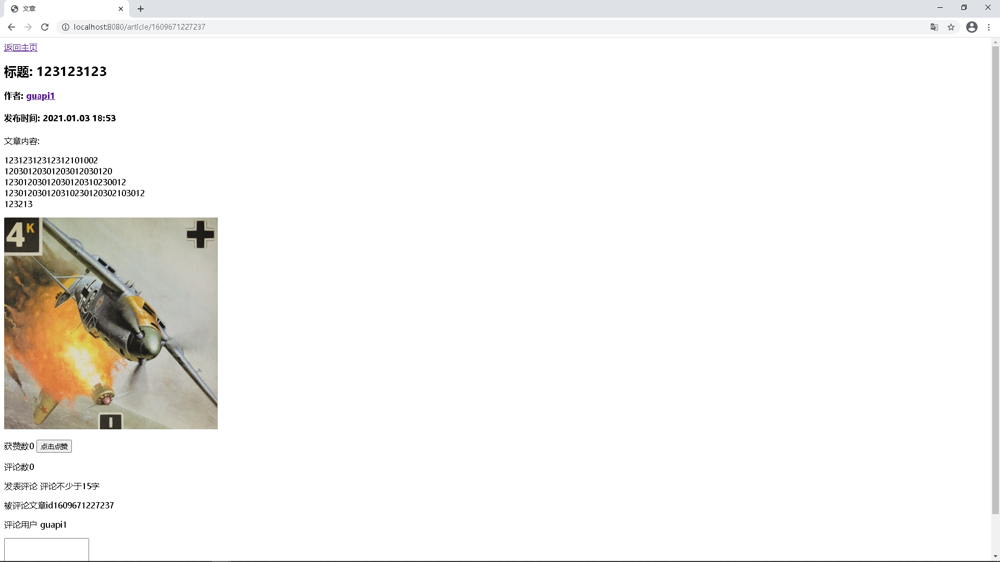 文章
localhost:8080/article/1609671227237
返回主页
标题: 123123123
作者: guapi1
发布时间: 2021.01.03 18:53
文章内容:
12312312312312101002
12030120301203012030120
12301203012030120310230012
123012030120310230120302103012
123213
4K
获赞数0 点击点赞
评论数0
发表评论 评论不少于15字
被评论文章id1609671227237
评论用户 guapi1